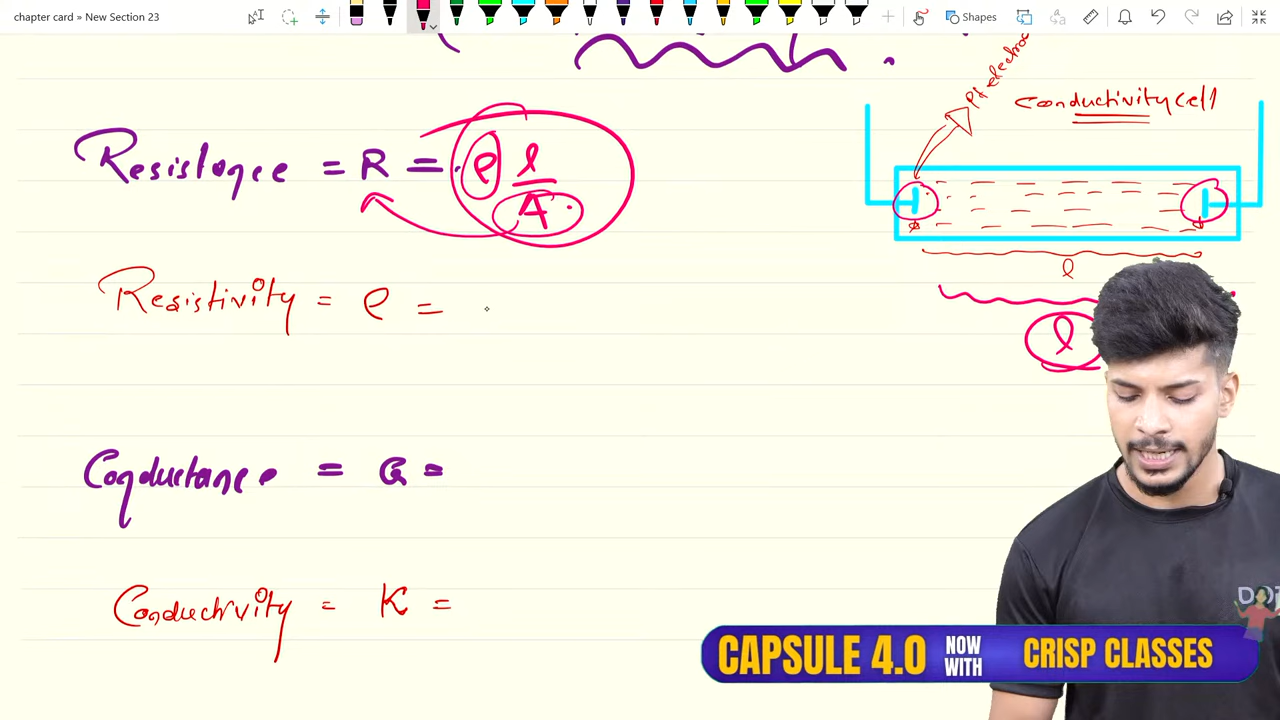 chapter card » New Section 23
Shapes
Pt electro
Conductivity cell
Resistance = R = ρ l/A
l
Resistivity = ρ =
l
Conductance = G =
Conductivity = K =
CAPSULE 4.0 NOW WITH CRISP CLASSES